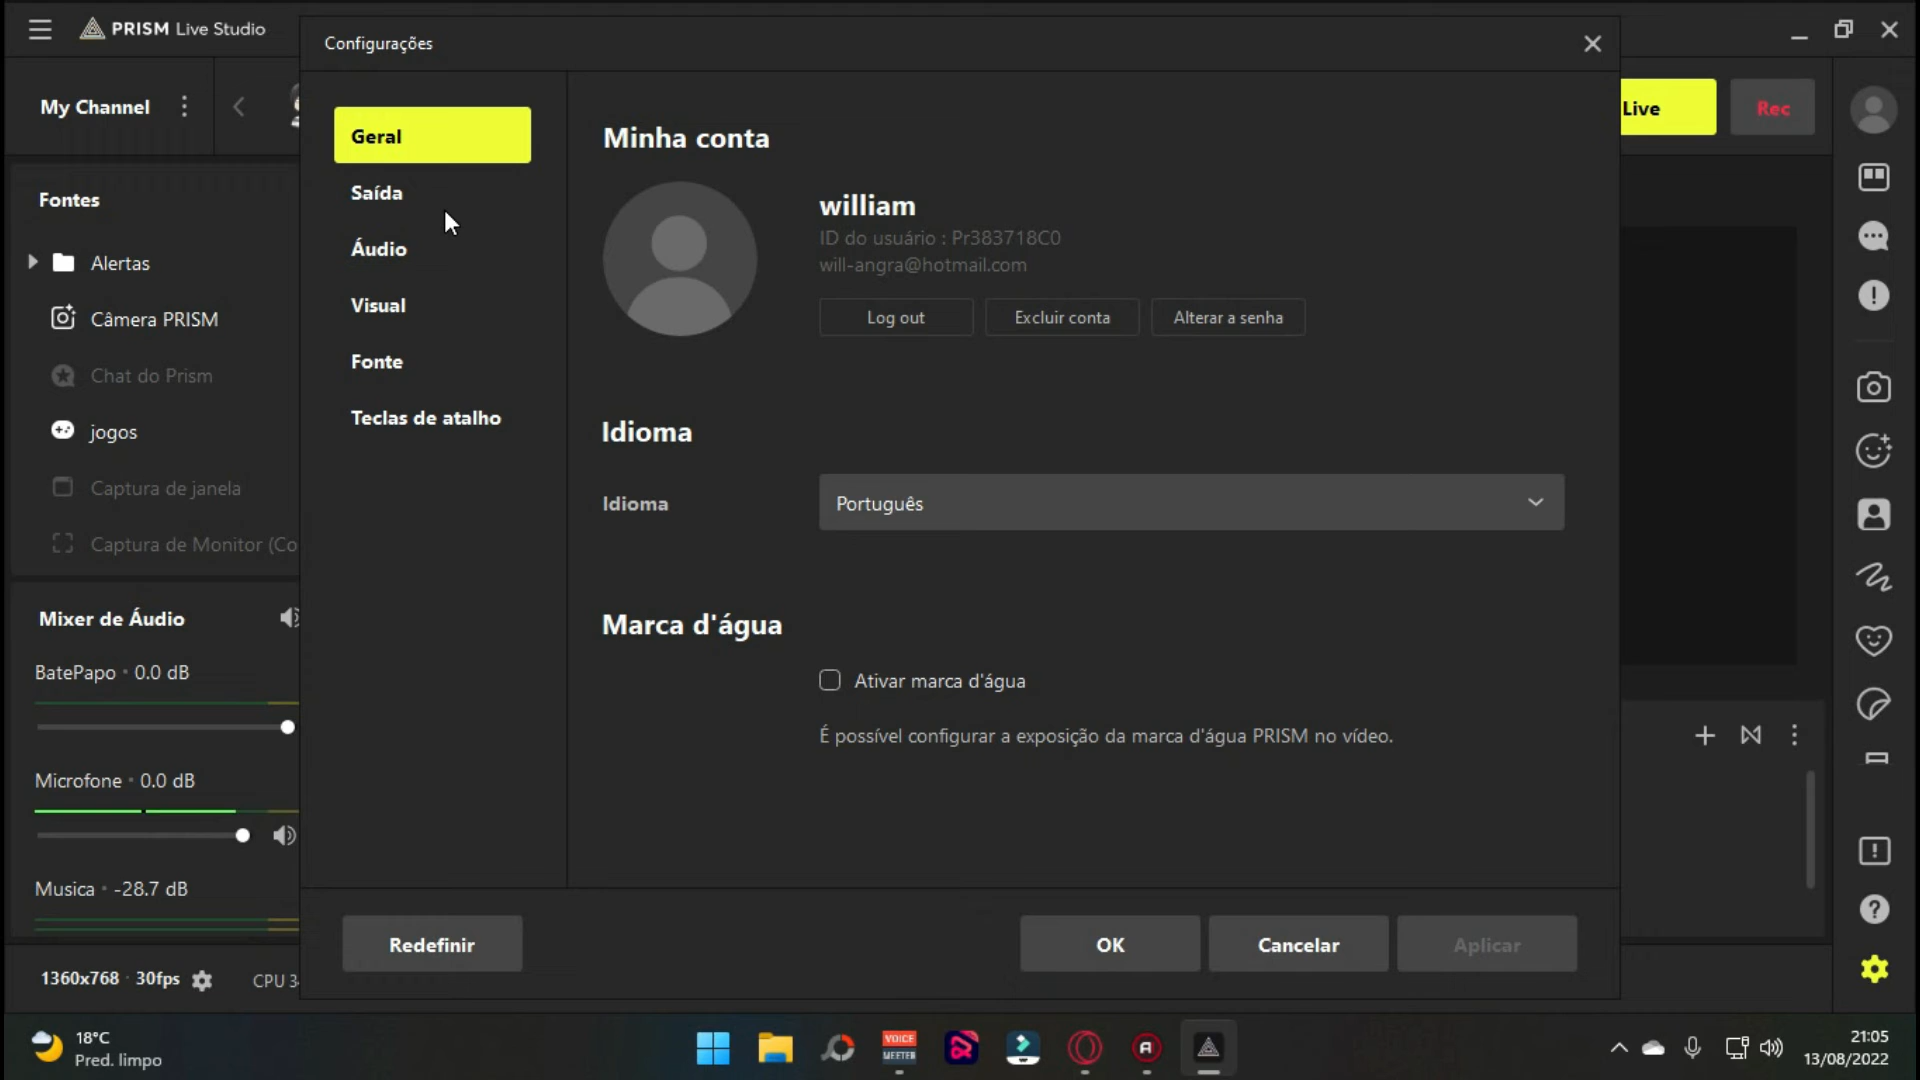 PRISM Live Studio
Configurações
My Channel
Live
Rec
Geral
Saída
Áudio
Visual
Fonte
Teclas de atalho
Minha conta
william
ID do usuário : Pr383718C0
will-angra@hotmail.com
Log out
Excluir conta
Alterar a senha
Fontes
Alertas
Câmera PRISM
Chat do Prism
jogos
Captura de janela
Captura de Monitor (Co
Idioma
Idioma
Português
Marca d'água
Ativar marca d'água
É possível configurar a exposição da marca d'água PRISM no vídeo.
Mixer de Áudio
BatePapo • 0.0 dB
Microfone • 0.0 dB
Musica • -28.7 dB
Redefinir
OK
Cancelar
Aplicar
1360x768 · 30fps
CPU 34
18°C
Pred. limpo
VOICE
MEETER
21:05
13/08/2022